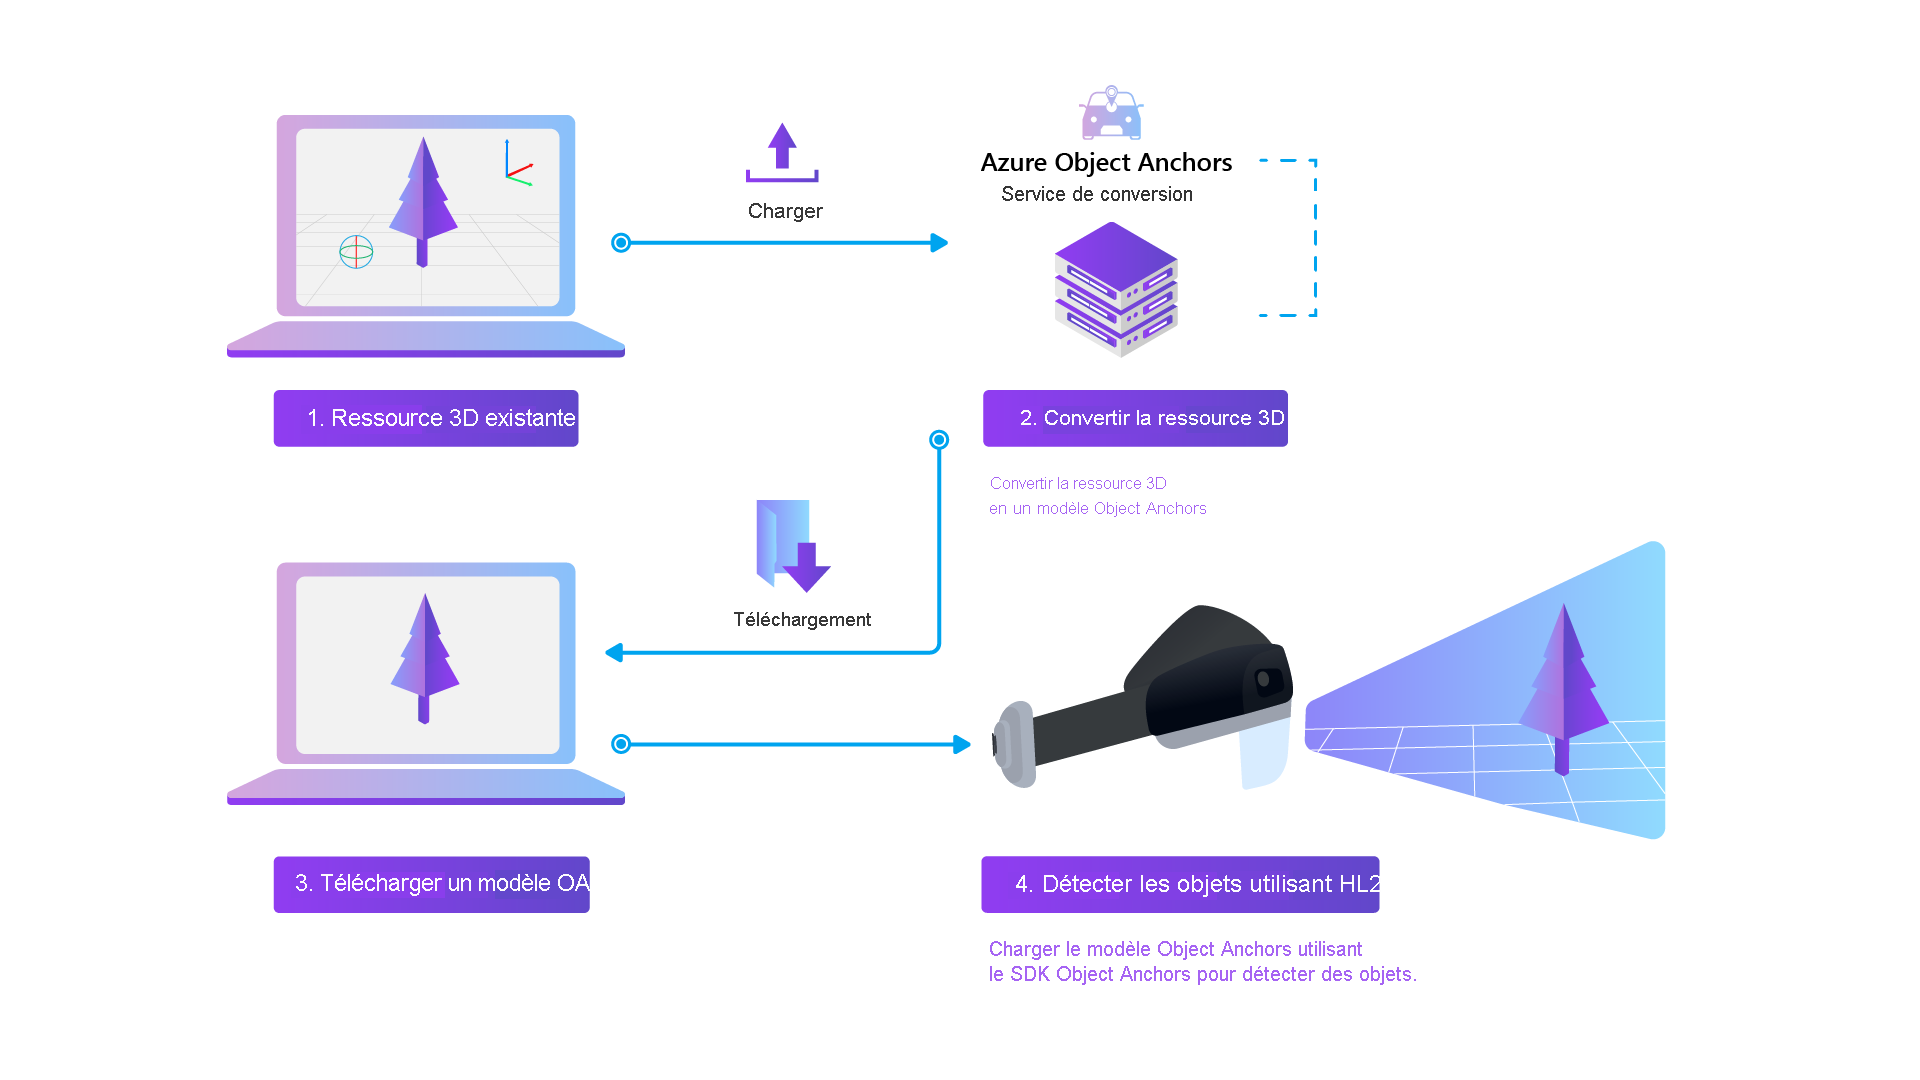 Charger
Azure Object Anchors
Service de conversion
1. Ressource 3D existante
2. Convertir la ressource 3D
Convertir la ressource 3D
en un modèle Object Anchors
Téléchargement
3. Télécharger un modèle OA
4. Détecter les objets utilisant HL2
Charger le modèle Object Anchors utilisant
le SDK Object Anchors pour détecter des objets.